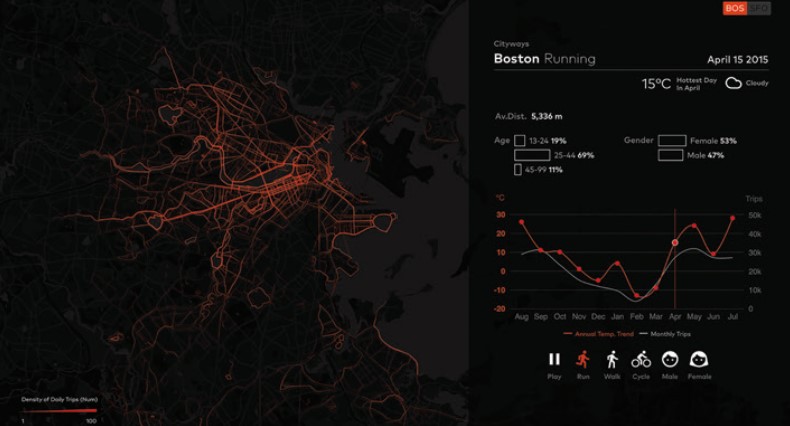 BOS SFO
Cityways
Boston Running April 15 2015
15°C Hottest Day In April Cloudy
Av.Dist. 5,336 m
Age 13-24 19% Gender Female 53%
25-44 69% Male 47%
45-99 11%
°C Trips
30 50k
20 40k
10 30k
0 20k
-10 10k
-20 0
Aug Sep Oct Nov Dec Jan Feb Mar Apr May Jun Jul
Annual Temp. Trend Monthly Trips
Play Run Walk Cycle Male Female
Density of Daily Trips (Num)
1 100